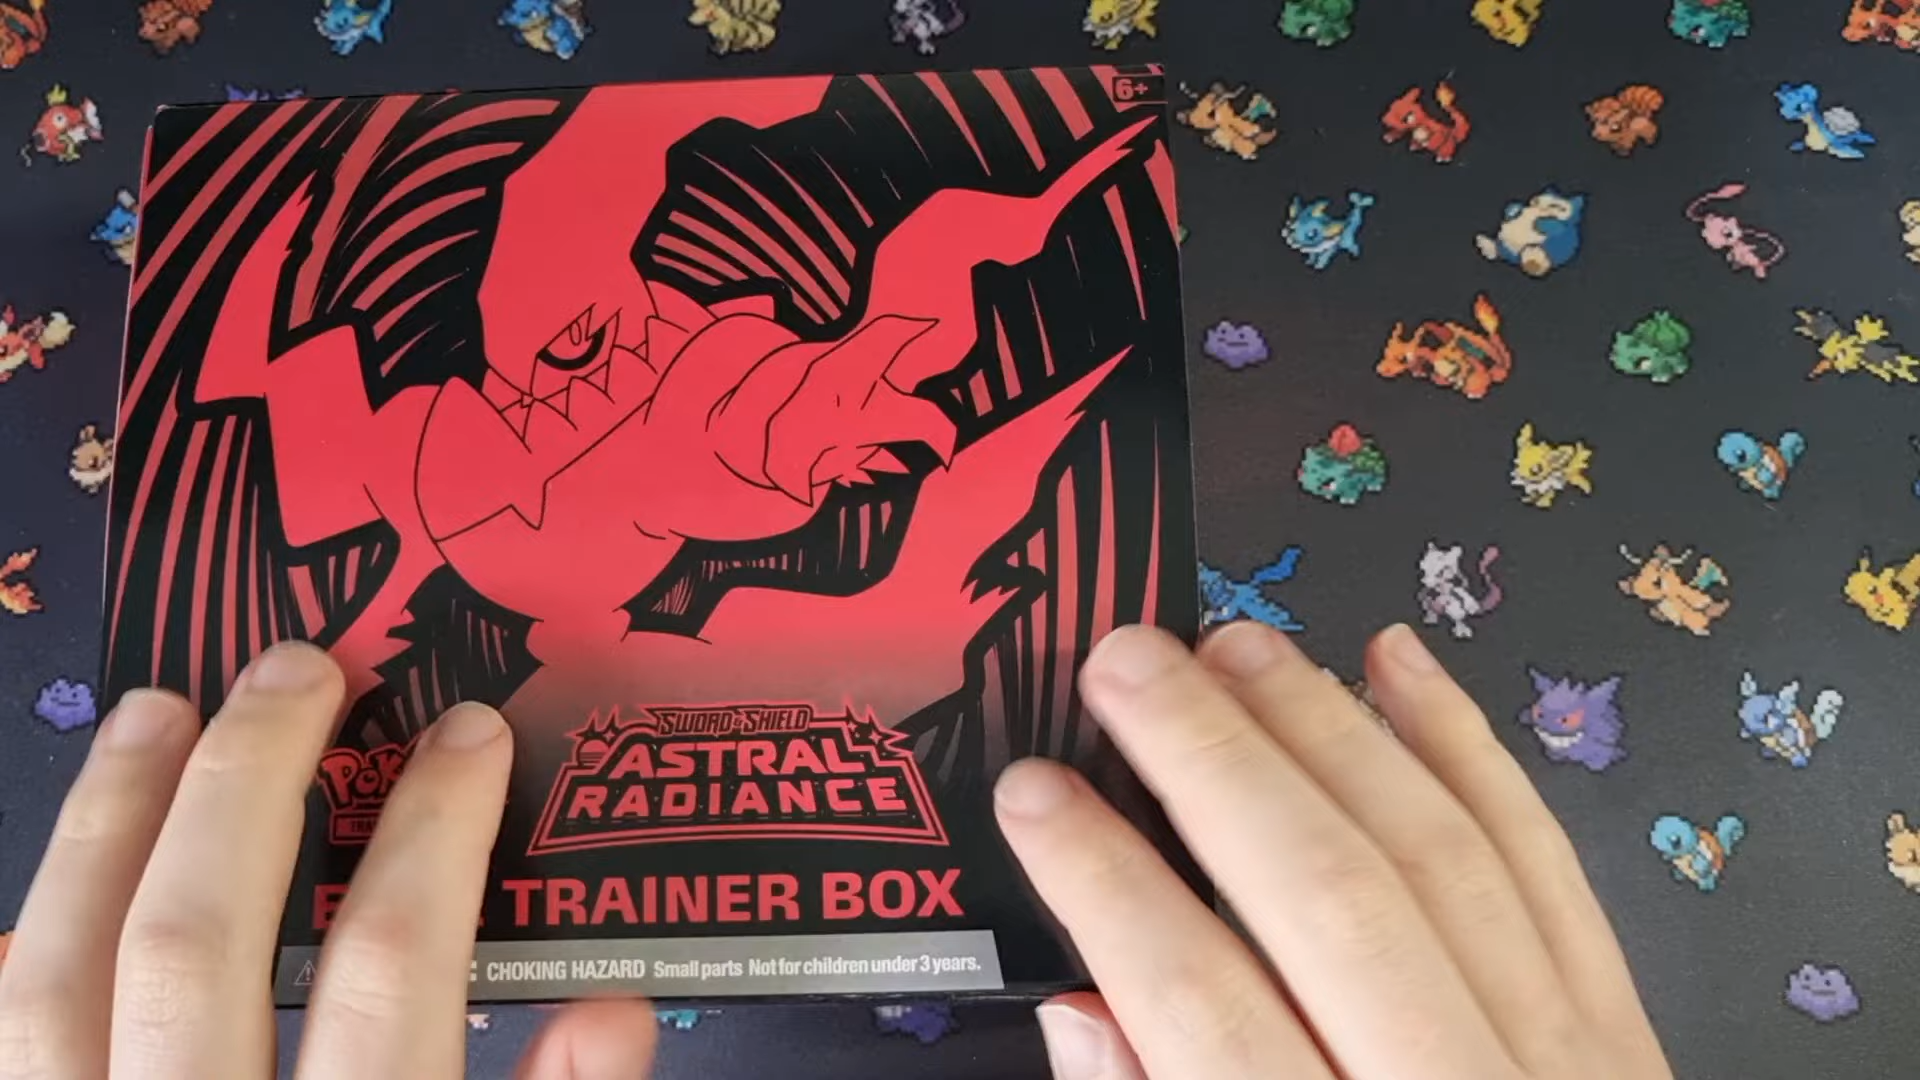 6+
SWORD & SHIELD
ASTRAL
RADIANCE
TRAINER BOX
CHOKING HAZARD Small parts Not for children under 3 years.